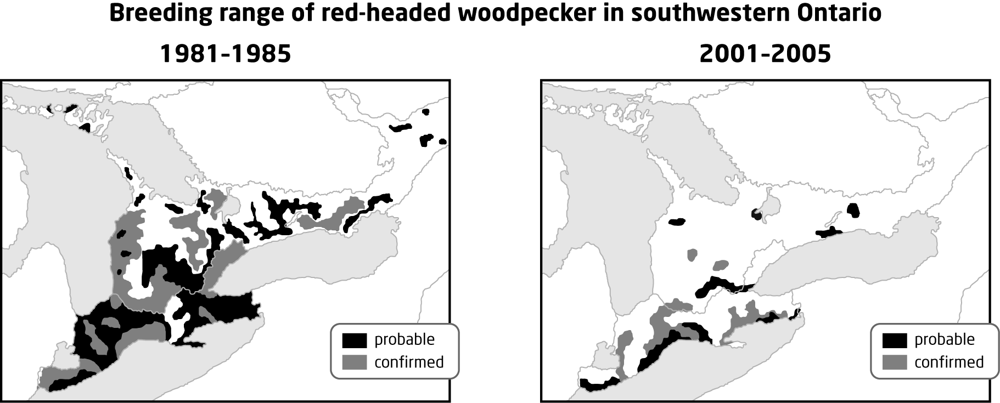 Breeding range of red-headed woodpecker in southwestern Ontario
1981-1985
2001-2005
probable
confirmed
probable
confirmed